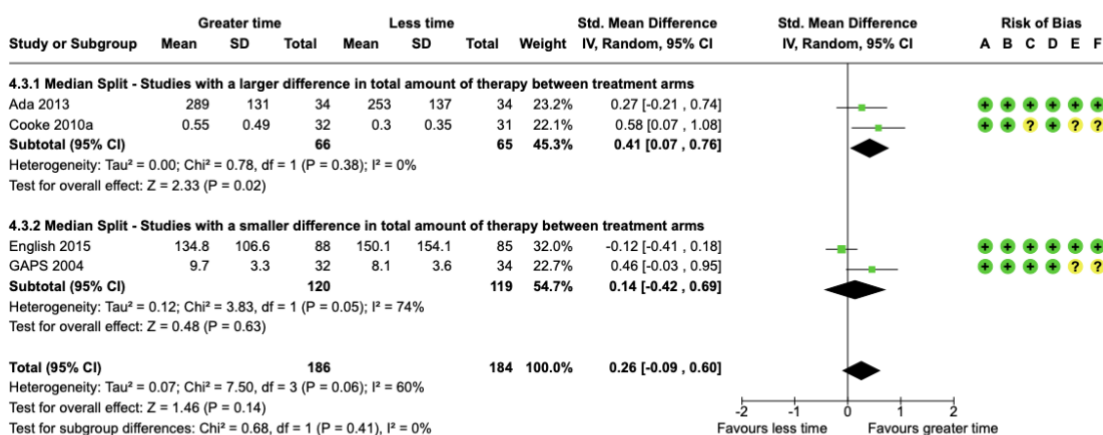 Greater time Less time Std. Mean Difference Std. Mean Difference Risk of Bias
Study or Subgroup Mean SD Total Mean SD Total Weight IV, Random, 95% CI IV, Random, 95% CI A B C D E F
4.3.1 Median Split - Studies with a larger difference in total amount of therapy between treatment arms
Ada 2013 289 131 34 253 137 34 23.2% 0.27 [-0.21 , 0.74] + + + + + +
Cooke 2010a 0.55 0.49 32 0.3 0.35 31 22.1% 0.58 [0.07 , 1.08] + + ? + ? ?
Subtotal (95% CI) 66 65 45.3% 0.41 [0.07 , 0.76]
Heterogeneity: Tau² = 0.00; Chi² = 0.78, df = 1 (P = 0.38); I² = 0%
Test for overall effect: Z = 2.33 (P = 0.02)
4.3.2 Median Split - Studies with a smaller difference in total amount of therapy between treatment arms
English 2015 134.8 106.6 88 150.1 154.1 85 32.0% -0.12 [-0.41 , 0.18] + + + + + +
GAPS 2004 9.7 3.3 32 8.1 3.6 34 22.7% 0.46 [-0.03 , 0.95] + + + + ? ?
Subtotal (95% CI) 120 119 54.7% 0.14 [-0.42 , 0.69]
Heterogeneity: Tau² = 0.12; Chi² = 3.83, df = 1 (P = 0.05); I² = 74%
Test for overall effect: Z = 0.48 (P = 0.63)
Total (95% CI) 186 184 100.0% 0.26 [-0.09 , 0.60]
Heterogeneity: Tau² = 0.07; Chi² = 7.50, df = 3 (P = 0.06); I² = 60%
Test for overall effect: Z = 1.46 (P = 0.14) -2 -1 0 1 2
Test for subgroup differences: Chi² = 0.68, df = 1 (P = 0.41), I² = 0% Favours less time Favours greater time